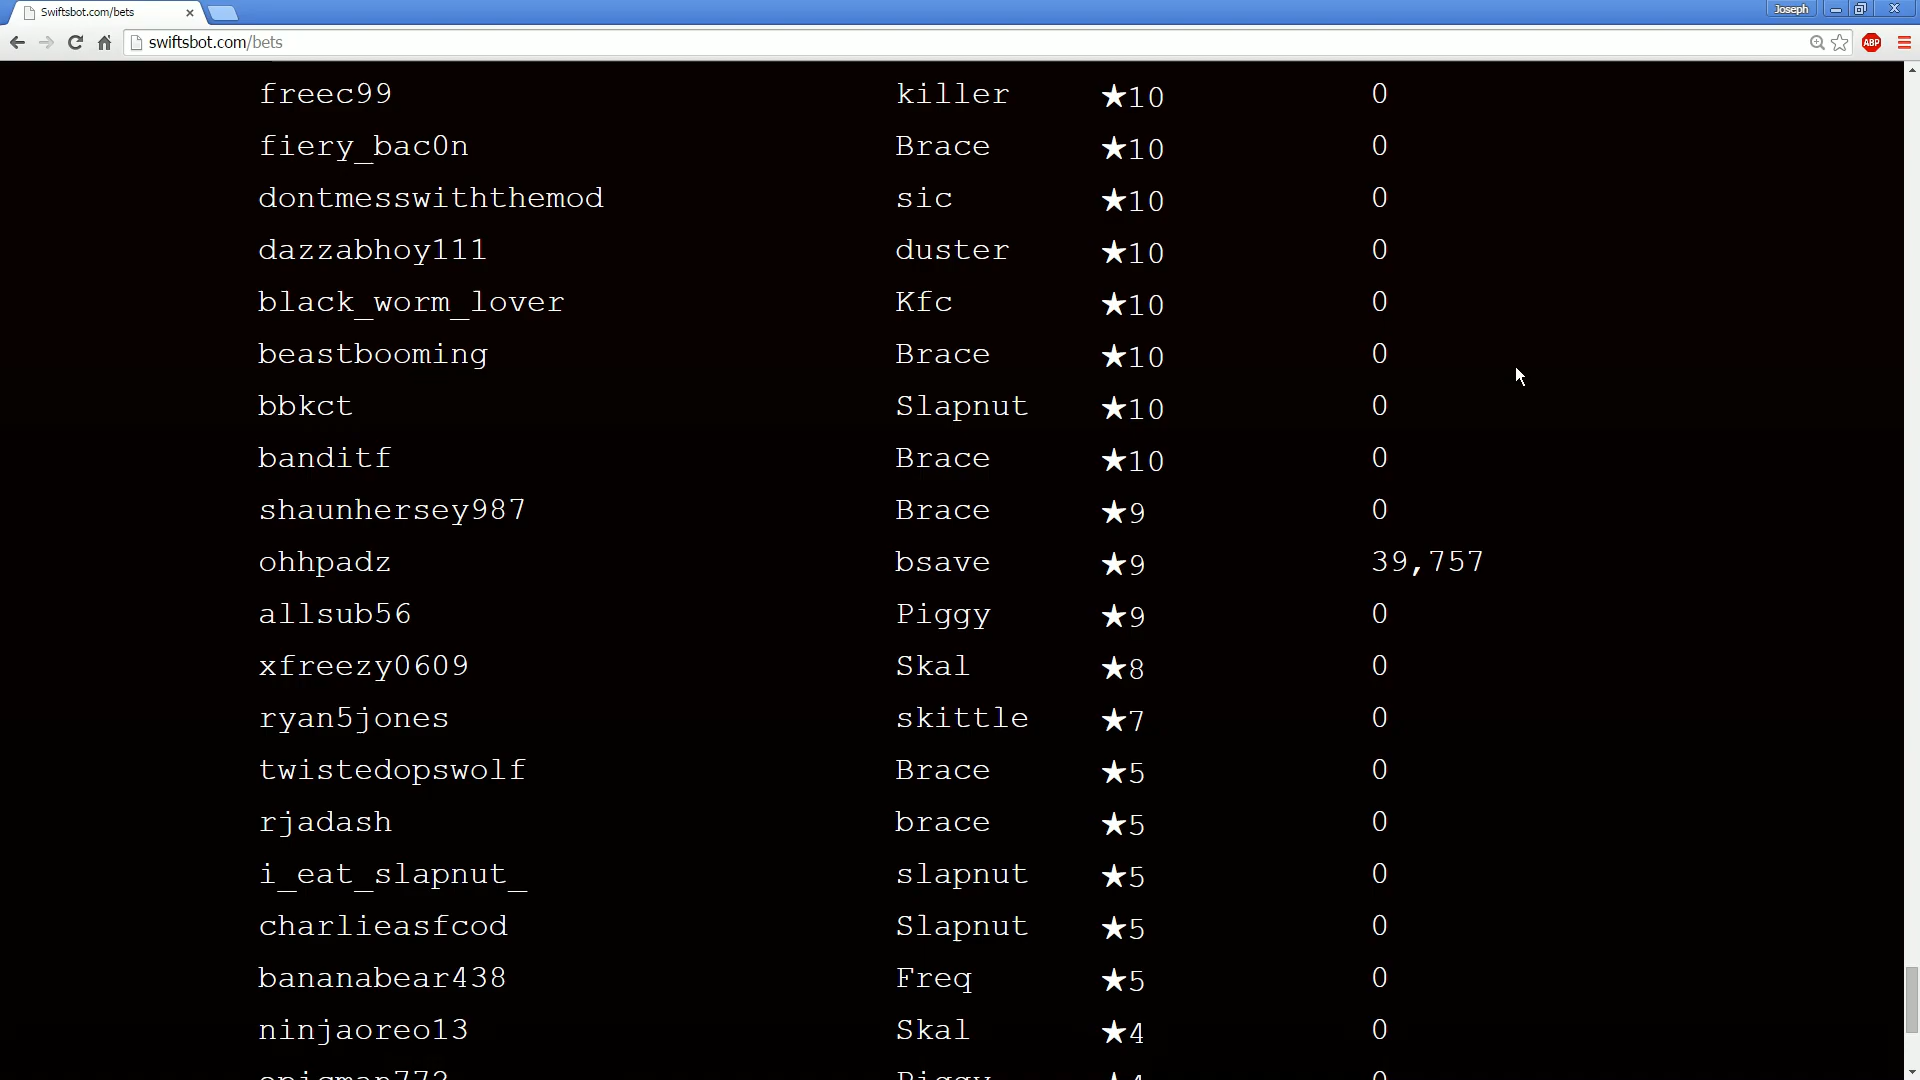 Swiftsbot.com/bets
Joseph
swiftsbot.com/bets
ABP
freec99 killer ★10 0
fiery_bac0n Brace ★10 0
dontmesswiththemod sic ★10 0
dazzabhoy111 duster ★10 0
black_worm_lover Kfc ★10 0
beastbooming Brace ★10 0
bbkct Slapnut ★10 0
banditf Brace ★10 0
shaunhersey987 Brace ★9 0
ohhpadz bsave ★9 39,757
allsub56 Piggy ★9 0
xfreezy0609 Skal ★8 0
ryan5jones skittle ★7 0
twistedopswolf Brace ★5 0
rjadash brace ★5 0
i_eat_slapnut_ slapnut ★5 0
charlieasfcod Slapnut ★5 0
bananabear438 Freq ★5 0
ninjaoreo13 Skal ★4 0
Piggy ★4 0